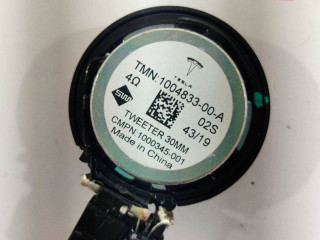 TESLA
TMN:1004833-00-A
4Ω
02S
43/19
TWEETER 30MM
CMPN 1000345-001
Made in China